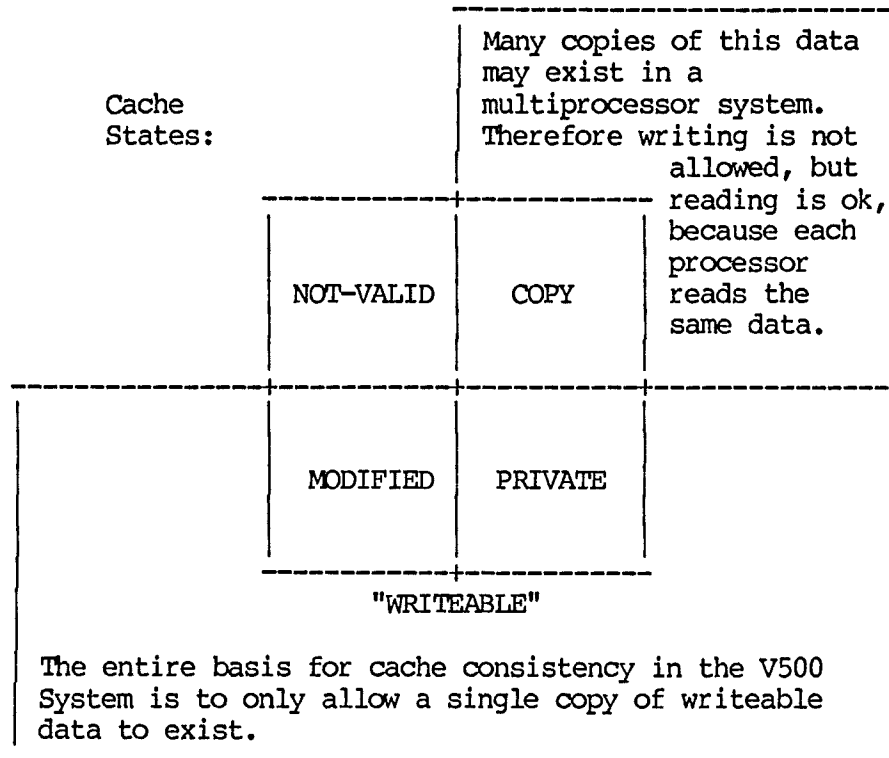 Cache
States:
Many copies of this data
may exist in a
multiprocessor system.
Therefore writing is not
allowed, but
reading is ok,
because each
processor
reads the
same data.
NOT-VALID
COPY
MODIFIED
PRIVATE
"WRITEABLE"
The entire basis for cache consistency in the V500
System is to only allow a single copy of writeable
data to exist.